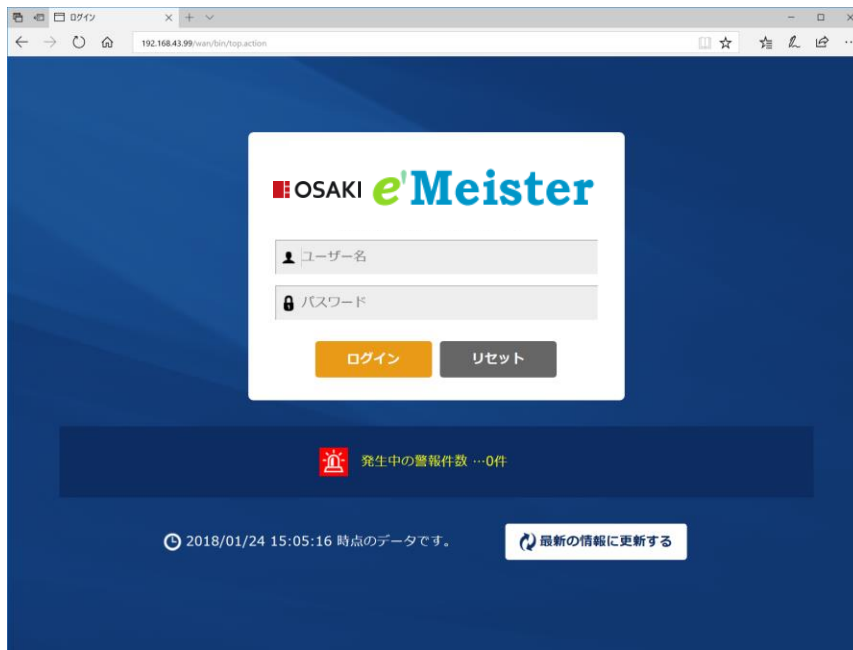 ログイン
192.168.43.99/wan/bin/top.action
OSAKI e'Meister
ユーザー名
パスワード
ログイン リセット
発生中の警報件数 …0件
2018/01/24 15:05:16 時点のデータです。 最新の情報に更新する